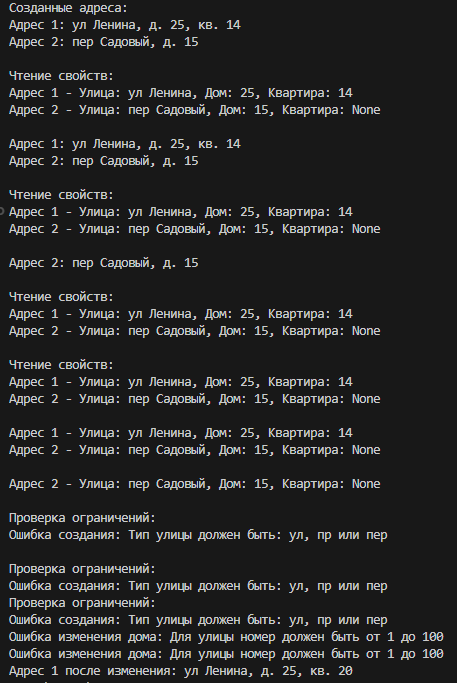 Созданные адреса:
Адрес 1: ул Ленина, д. 25, кв. 14
Адрес 2: пер Садовый, д. 15
Чтение свойств:
Адрес 1 - Улица: ул Ленина, Дом: 25, Квартира: 14
Адрес 2 - Улица: пер Садовый, Дом: 15, Квартира: None
Адрес 1: ул Ленина, д. 25, кв. 14
Адрес 2: пер Садовый, д. 15
Чтение свойств:
Адрес 1 - Улица: ул Ленина, Дом: 25, Квартира: 14
Адрес 2 - Улица: пер Садовый, Дом: 15, Квартира: None
Адрес 2: пер Садовый, д. 15
Чтение свойств:
Адрес 1 - Улица: ул Ленина, Дом: 25, Квартира: 14
Адрес 2 - Улица: пер Садовый, Дом: 15, Квартира: None
Чтение свойств:
Адрес 1 - Улица: ул Ленина, Дом: 25, Квартира: 14
Адрес 2 - Улица: пер Садовый, Дом: 15, Квартира: None
Адрес 1 - Улица: ул Ленина, Дом: 25, Квартира: 14
Адрес 2 - Улица: пер Садовый, Дом: 15, Квартира: None
Адрес 2 - Улица: пер Садовый, Дом: 15, Квартира: None
Проверка ограничений:
Ошибка создания: Тип улицы должен быть: ул, пр или пер
Проверка ограничений:
Ошибка создания: Тип улицы должен быть: ул, пр или пер
Проверка ограничений:
Ошибка создания: Тип улицы должен быть: ул, пр или пер
Ошибка изменения дома: Для улицы номер должен быть от 1 до 100
Ошибка изменения дома: Для улицы номер должен быть от 1 до 100
Адрес 1 после изменения: ул Ленина, д. 25, кв. 20